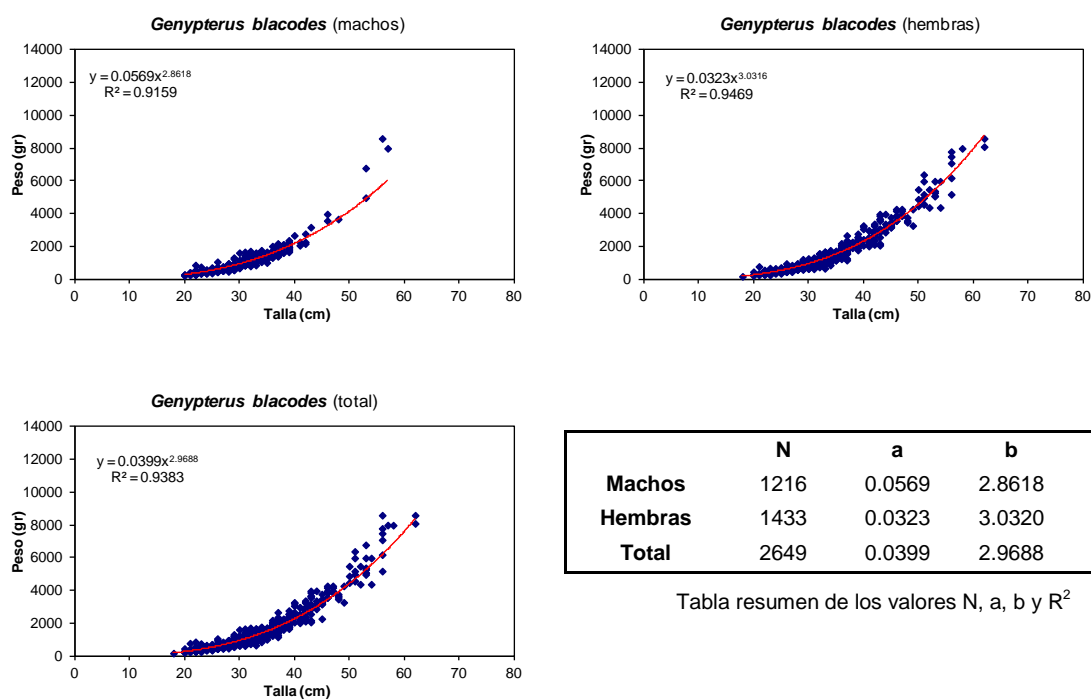 Genypterus blacodes (machos)
14000
12000
10000
8000
6000
4000
2000
0
Peso (gr)
y = 0.0569x^2.8618
R² = 0.9159
0 10 20 30 40 50 60 70 80
Talla (cm)
Genypterus blacodes (hembras)
14000
12000
10000
8000
6000
4000
2000
0
Peso (gr)
y = 0.0323x^3.0316
R² = 0.9469
0 10 20 30 40 50 60 70 80
Talla (cm)
Genypterus blacodes (total)
14000
12000
10000
8000
6000
4000
2000
0
Peso (gr)
y = 0.0399x^2.9688
R² = 0.9383
0 10 20 30 40 50 60 70 80
Talla (cm)
N a b
Machos 1216 0.0569 2.8618
Hembras 1433 0.0323 3.0320
Total 2649 0.0399 2.9688
Tabla resumen de los valores N, a, b y R²